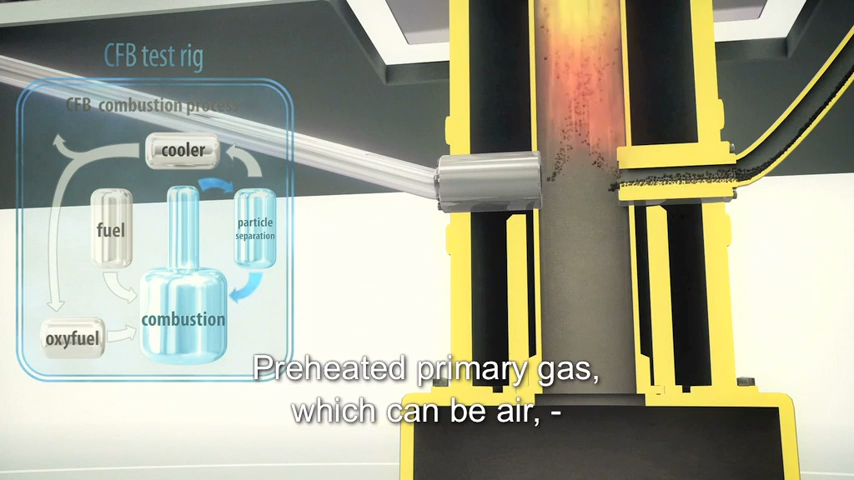 CFB test rig
CFB combustion process
cooler
fuel
particle
separation
combustion
oxyfuel
Preheated primary gas,
which can be air, -